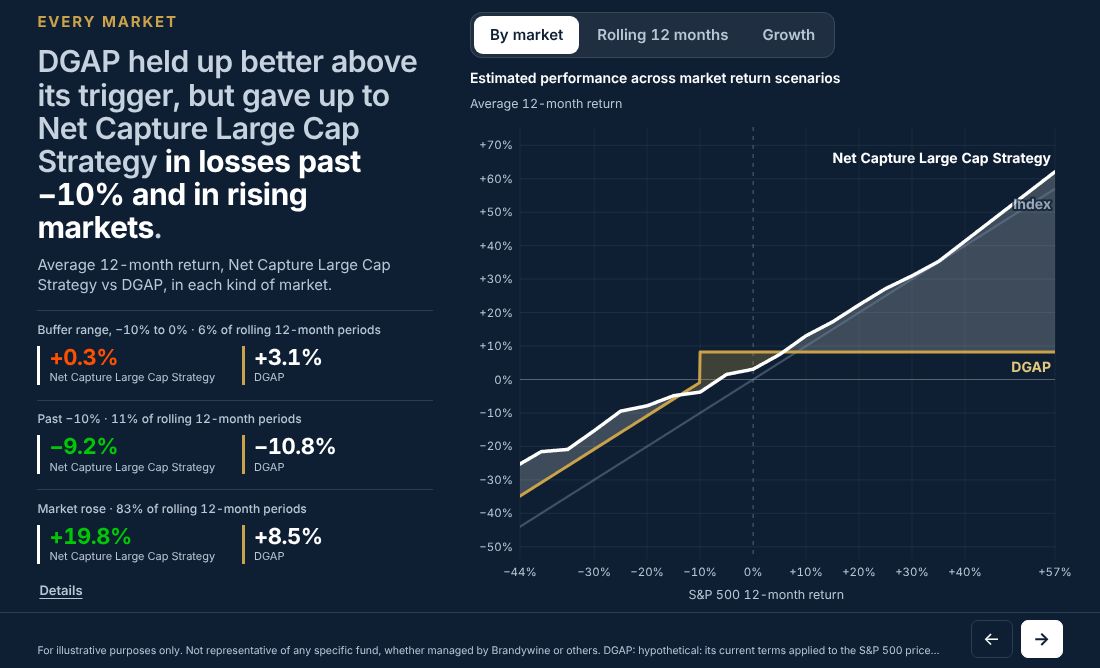 EVERY MARKET
DGAP held up better above
its trigger, but gave up to
Net Capture Large Cap
Strategy in losses past
−10% and in rising
markets.
Average 12-month return, Net Capture Large Cap
Strategy vs DGAP, in each kind of market.
Buffer range, −10% to 0% · 6% of rolling 12-month periods
+0.3%
Net Capture Large Cap Strategy
+3.1%
DGAP
Past −10% · 11% of rolling 12-month periods
−9.2%
Net Capture Large Cap Strategy
−10.8%
DGAP
Market rose · 83% of rolling 12-month periods
+19.8%
Net Capture Large Cap Strategy
+8.5%
DGAP
Details
By market
Rolling 12 months
Growth
Estimated performance across market return scenarios
Average 12-month return
+70%
+60%
+50%
+40%
+30%
+20%
+10%
0%
−10%
−20%
−30%
−40%
−50%
Net Capture Large Cap Strategy
Index
DGAP
−44%
−30%
−20%
−10%
0%
+10%
+20%
+30%
+40%
+57%
S&P 500 12-month return
For illustrative purposes only. Not representative of any specific fund, whether managed by Brandywine or others. DGAP: hypothetical: its current terms applied to the S&P 500 price...